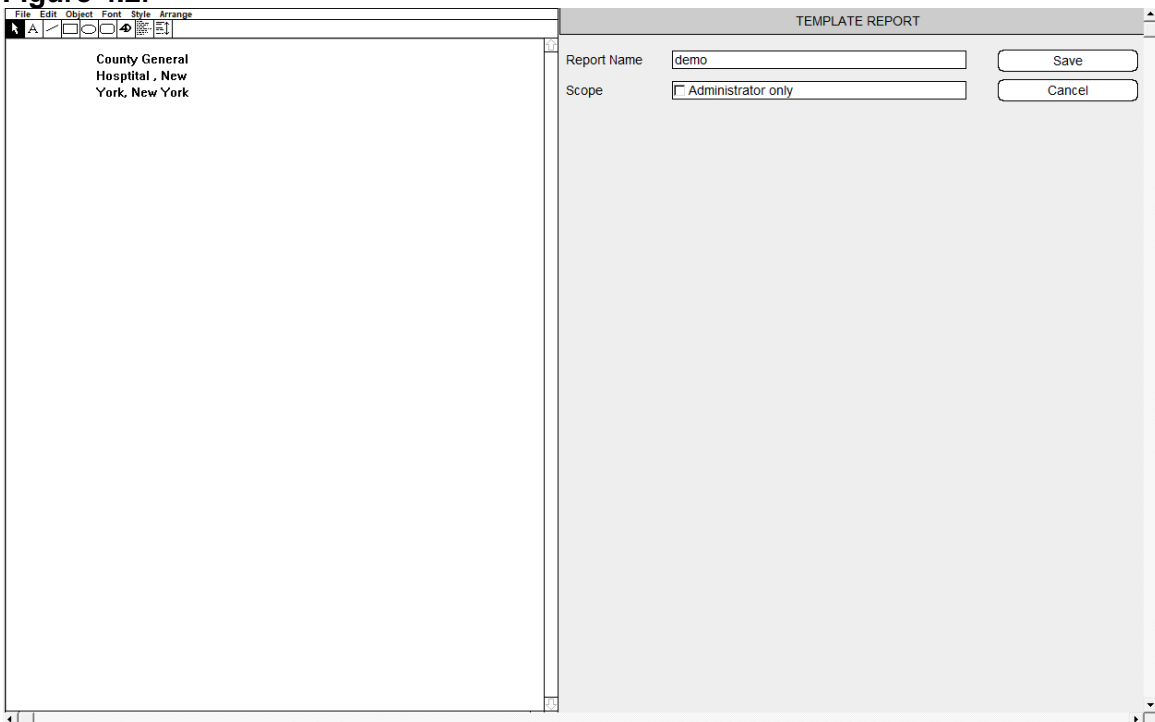 Figure 4.2.
File Edit Object Font Style Arrange
A
4D
County General
Hosptital , New
York, New York
TEMPLATE REPORT
Report Name
demo
Save
Scope
Administrator only
Cancel